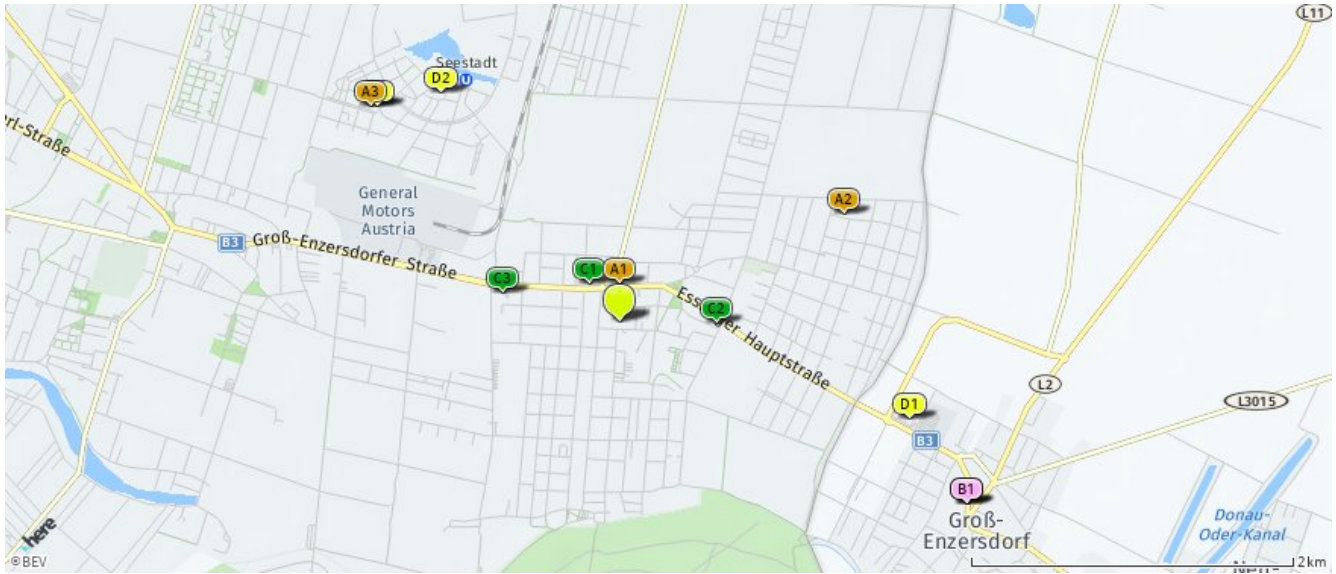 L11
Seestadt
D2
U
A3
erl-Straße
General
Motors
Austria
A2
B3
Groß-Enzersdorfer Straße
C3
C1
A1
C2
Hauptstraße
L2
L3015
D1
B3
B1
Groß-
Enzersdorf
Donau-
Oder-Kanal
here
©BEV
2km